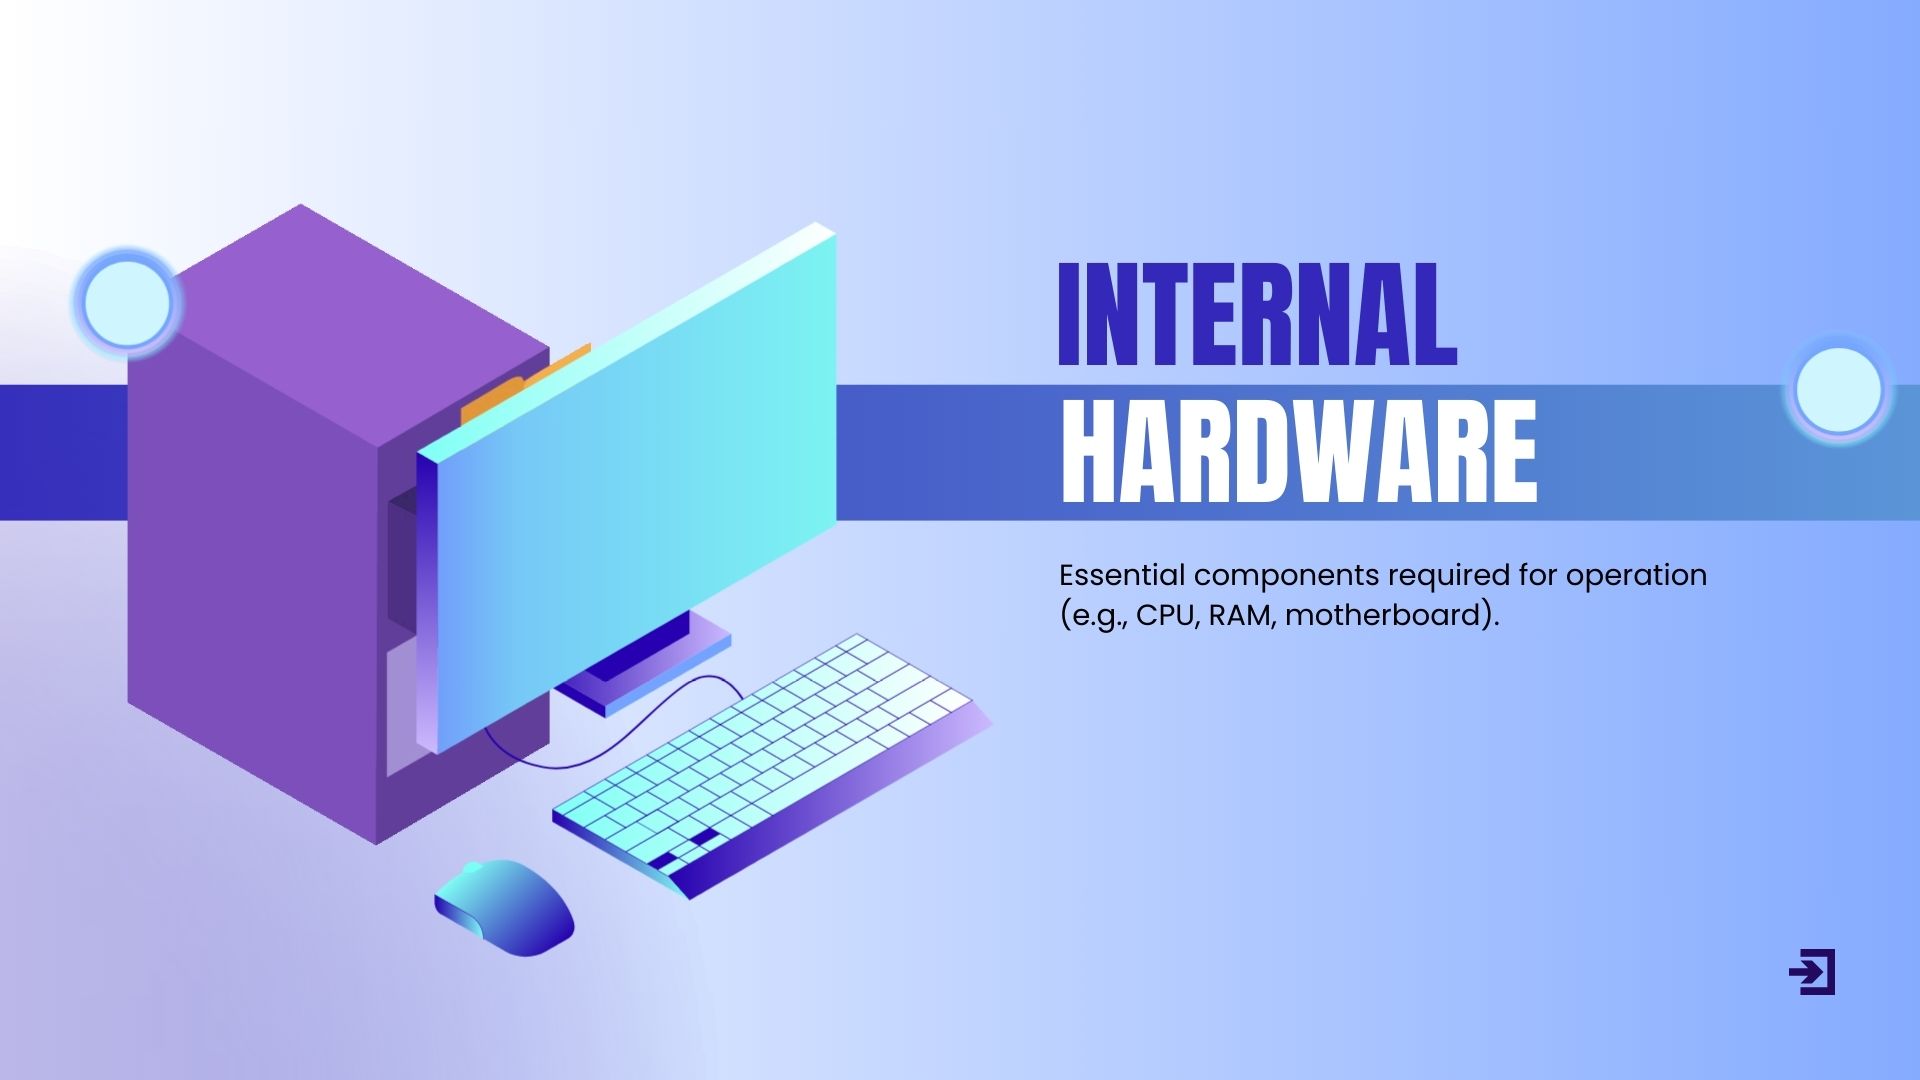 INTERNAL
HARDWARE
Essential components required for operation
(e.g., CPU, RAM, motherboard).